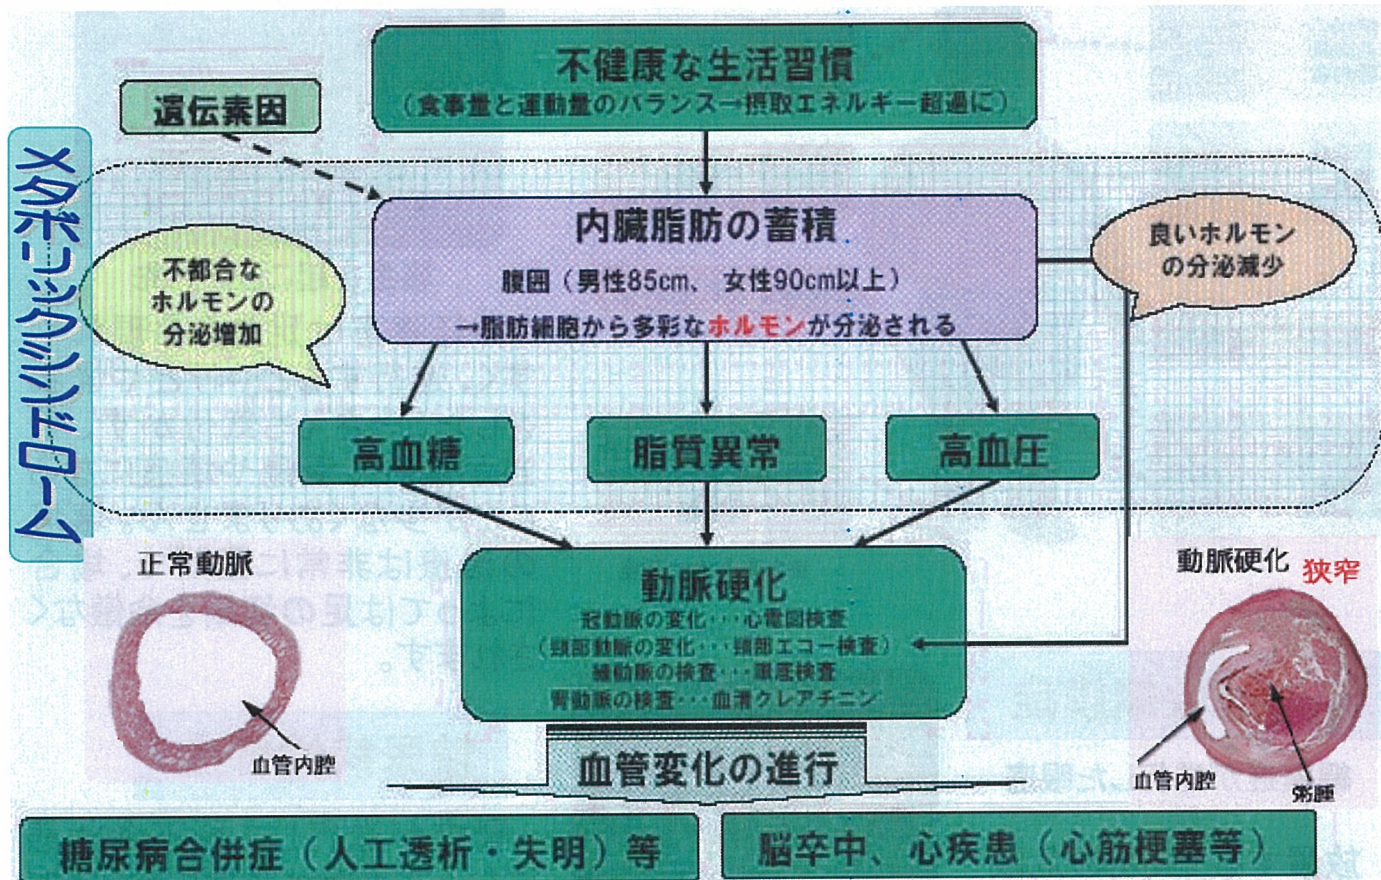 不健康な生活習慣
（食事量と運動量のバランス→摂取エネルギー超過に）
遺伝素因
メタボリックシンドローム
内臓脂肪の蓄積
腹囲（男性85cm、 女性90cm以上）
→脂肪細胞から多彩なホルモンが分泌される
不都合な
ホルモンの
分泌増加
良いホルモン
の分泌減少
高血糖
脂質異常
高血圧
正常動脈
血管内腔
動脈硬化
冠動脈の変化･･･心電図検査
（頸部動脈の変化･･･頸部エコー検査）
動脈の検査･･･眼底検査
腎動脈の検査･･･血清クレアチニン
動脈硬化 狭窄
血管内腔
粥腫
血管変化の進行
糖尿病合併症（人工透析・失明）等
脳卒中、心疾患（心筋梗塞等）